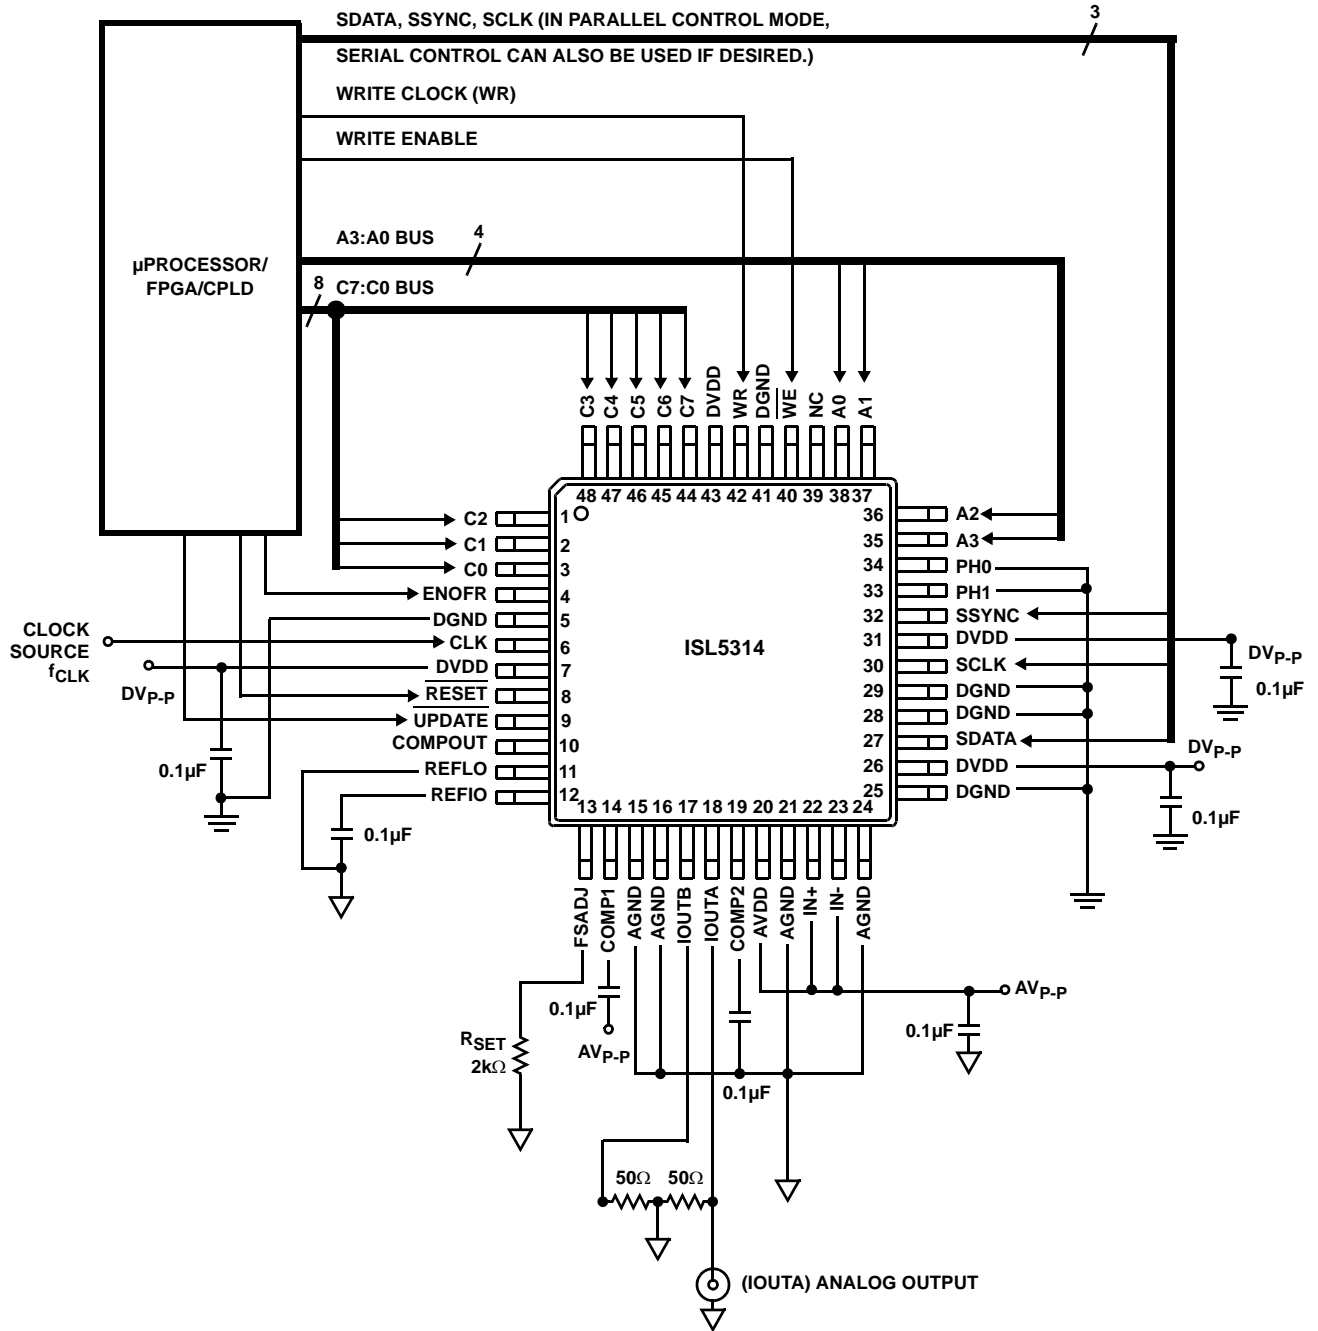 SDATA, SSYNC, SCLK (IN PARALLEL CONTROL MODE,
3
SERIAL CONTROL CAN ALSO BE USED IF DESIRED.)
WRITE CLOCK (WR)
WRITE ENABLE
A3:A0 BUS
4
µPROCESSOR/
FPGA/CPLD
8
C7:C0 BUS
C3
C4
C5
C6
C7
DVDD
WR
DGND
WE
NC
A0
A1
48 47 46 45 44 43 42 41 40 39 38 37
C2 1
C1 2
C0 3
ENOFR 4
DGND 5
CLK 6
DVDD 7
RESET 8
UPDATE 9
COMPOUT 10
REFLO 11
REFIO 12
CLOCK
SOURCE
fCLK
DVP-P
0.1µF
0.1µF
ISL5314
36 A2
35 A3
34 PH0
33 PH1
32 SSYNC
31 DVDD
30 SCLK
29 DGND
28 DGND
27 SDATA
26 DVDD
25 DGND
DVP-P
0.1µF
DVP-P
0.1µF
13 14 15 16 17 18 19 20 21 22 23 24
FSADJ
COMP1
AGND
AGND
IOUTB
IOUTA
COMP2
AVDD
AGND
IN+
IN-
AGND
0.1µF
AVP-P
RSET
2kΩ
0.1µF
AVP-P
0.1µF
50Ω 50Ω
(IOUTA) ANALOG OUTPUT